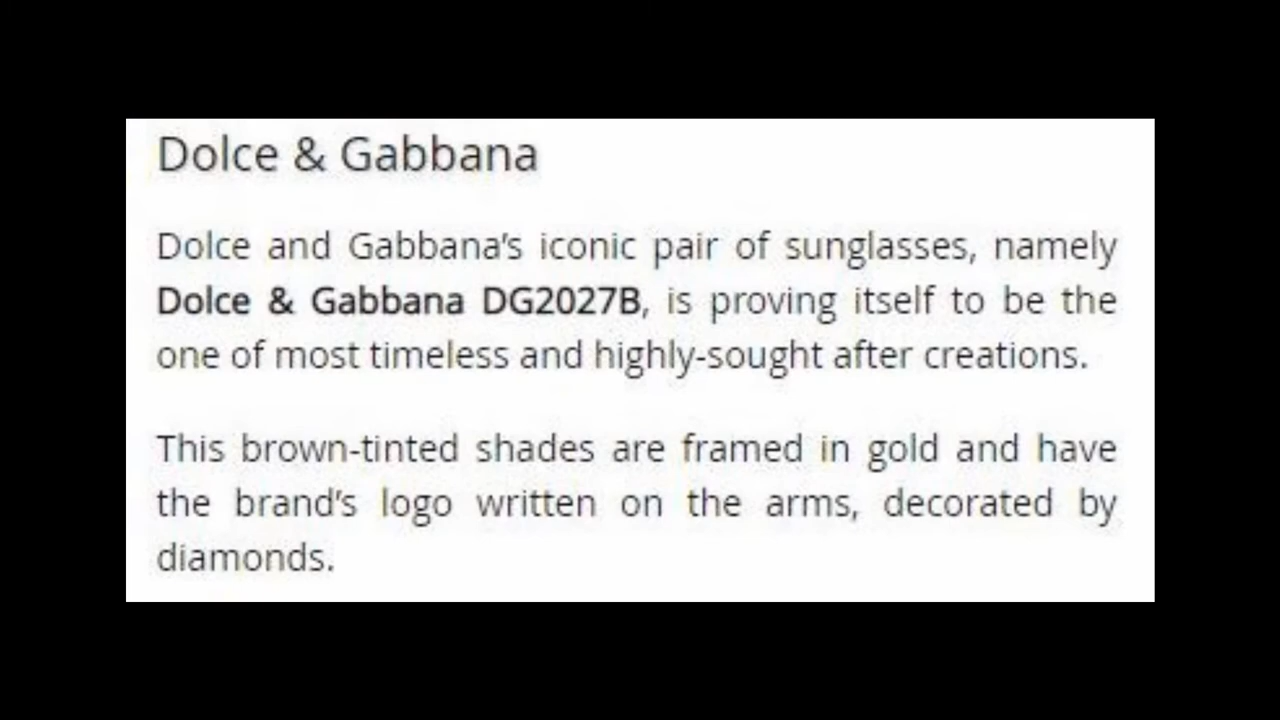 Dolce & Gabbana
Dolce and Gabbana's iconic pair of sunglasses, namely
Dolce & Gabbana DG2027B, is proving itself to be the
one of most timeless and highly-sought after creations.
This brown-tinted shades are framed in gold and have
the brand's logo written on the arms, decorated by
diamonds.